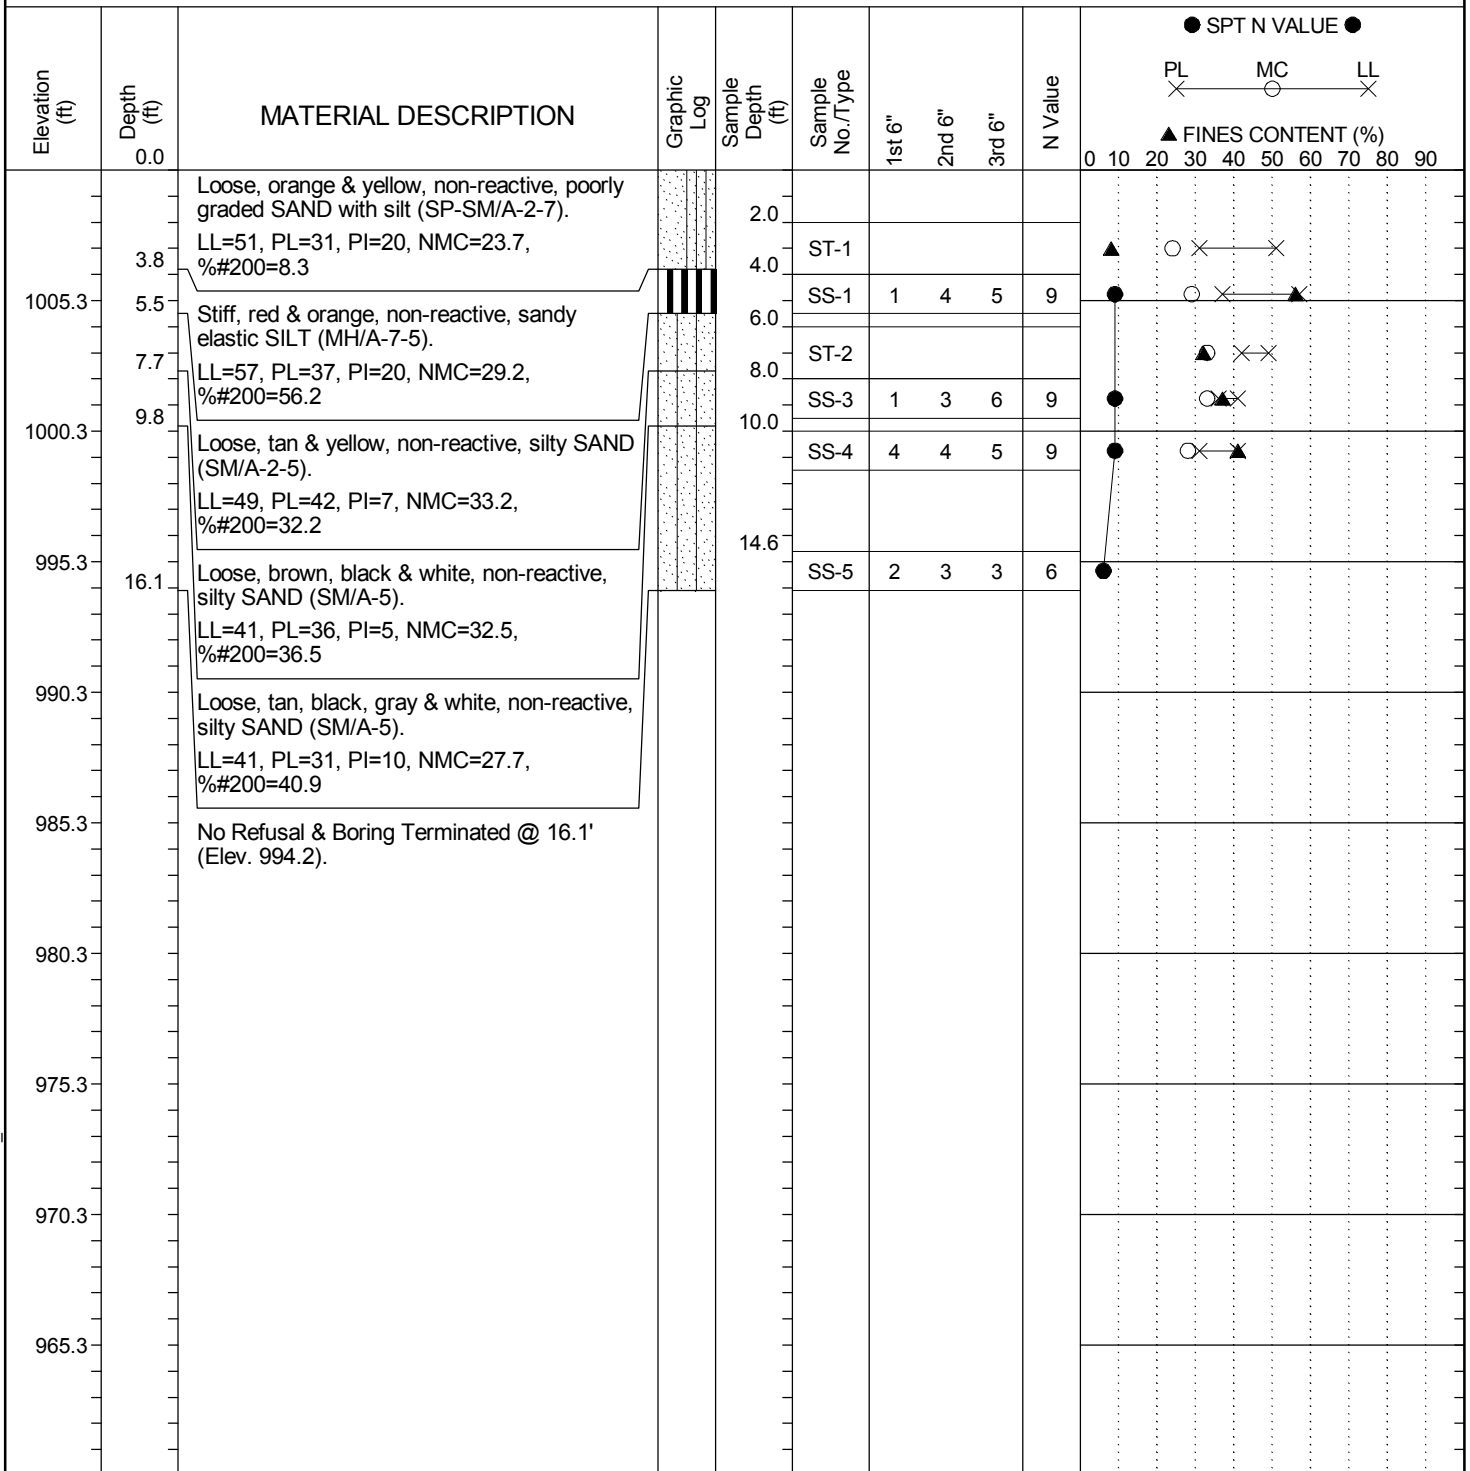 ● SPT N VALUE ●
PL MC LL
▲ FINES CONTENT (%)
0 10 20 30 40 50 60 70 80 90
Elevation
(ft)
Depth
(ft)
0.0
MATERIAL DESCRIPTION
Graphic
Log
Sample
Depth
(ft)
Sample
No./Type
1st 6"
2nd 6"
3rd 6"
N Value
Loose, orange & yellow, non-reactive, poorly
graded SAND with silt (SP-SM/A-2-7).
LL=51, PL=31, PI=20, NMC=23.7,
%#200=8.3
Stiff, red & orange, non-reactive, sandy
elastic SILT (MH/A-7-5).
LL=57, PL=37, PI=20, NMC=29.2,
%#200=56.2
Loose, tan & yellow, non-reactive, silty SAND
(SM/A-2-5).
LL=49, PL=42, PI=7, NMC=33.2,
%#200=32.2
Loose, brown, black & white, non-reactive,
silty SAND (SM/A-5).
LL=41, PL=36, PI=5, NMC=32.5,
%#200=36.5
Loose, tan, black, gray & white, non-reactive,
silty SAND (SM/A-5).
LL=41, PL=31, PI=10, NMC=27.7,
%#200=40.9
No Refusal & Boring Terminated @ 16.1'
(Elev. 994.2).
1005.3
1000.3
995.3
990.3
985.3
980.3
975.3
970.3
965.3
3.8
5.5
7.7
9.8
16.1
2.0
4.0
6.0
8.0
10.0
14.6
ST-1
SS-1 1 4 5 9
ST-2
SS-3 1 3 6 9
SS-4 4 4 5 9
SS-5 2 3 3 6